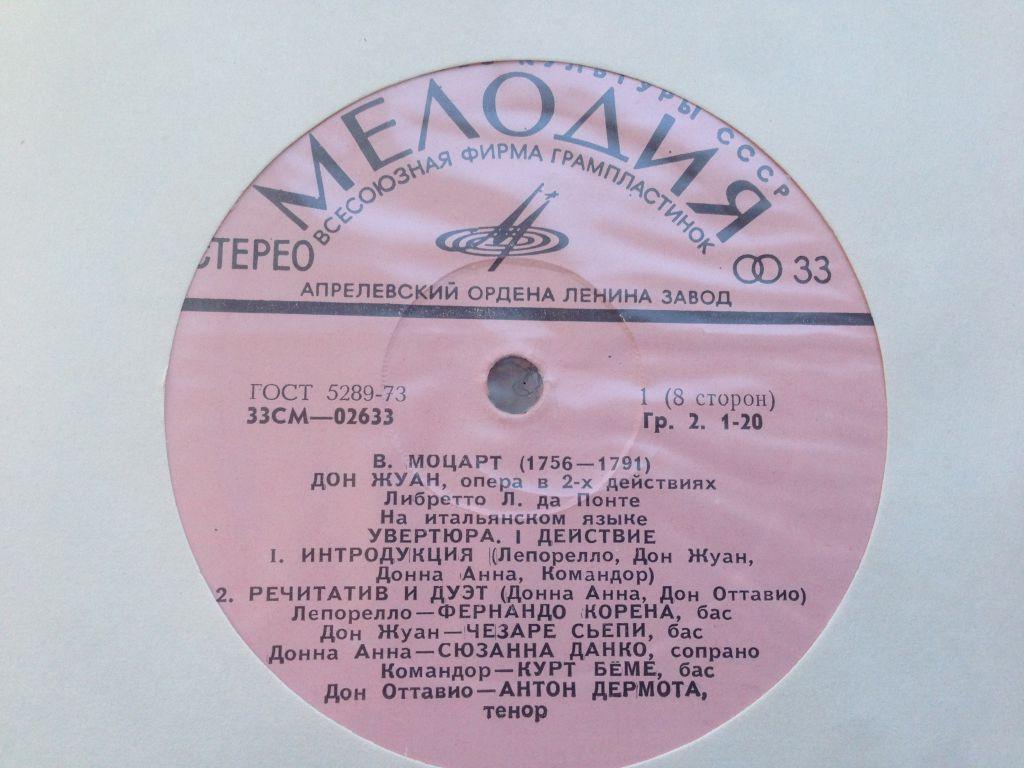 КУЛЬТУРЫ СССР
МЕЛОДИЯ
ВСЕСОЮЗНАЯ ФИРМА ГРАМПЛАСТИНОК
СТЕРЕО
33
АПРЕЛЕВСКИЙ ОРДЕНА ЛЕНИНА ЗАВОД
ГОСТ 5289-73
1 (8 сторон)
33СМ—02633
Гр. 2. 1-20
В. МОЦАРТ (1756—1791)
ДОН ЖУАН, опера в 2-х действиях
Либретто Л. да Понте
На итальянском языке
УВЕРТЮРА. I ДЕЙСТВИЕ
1. ИНТРОДУКЦИЯ (Лепорелло, Дон Жуан,
Донна Анна, Командор)
2. РЕЧИТАТИВ И ДУЭТ (Донна Анна, Дон Оттавио)
Лепорелло—ФЕРНАНДО КОРЕНА, бас
Дон Жуан—ЧЕЗАРЕ СЬЕПИ, бас
Донна Анна—СЮЗАННА ДАНКО, сопрано
Командор—КУРТ БЁМЕ, бас
Дон Оттавио—АНТОН ДЕРМОТА,
тенор